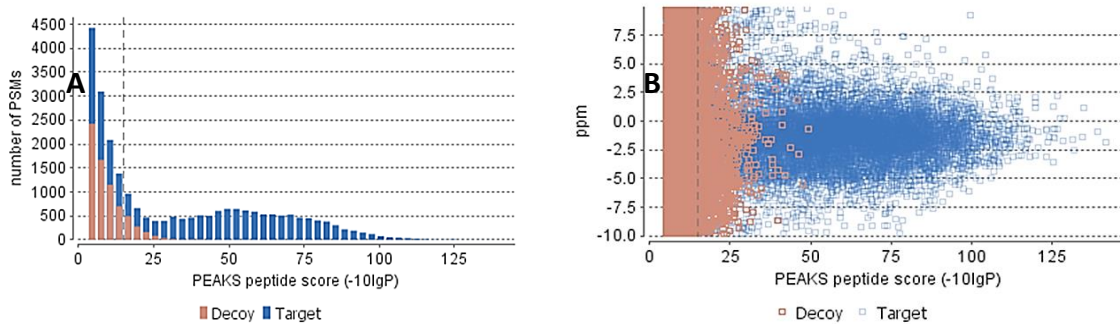 A
number of PSMs
4500
4000
3500
3000
2500
2000
1500
1000
500
0
0 25 50 75 100 125
PEAKS peptide score (-10lgP)
Decoy Target
B
ppm
7.5
5.0
2.5
0.0
-2.5
-5.0
-7.5
-10.0
0 25 50 75 100 125
PEAKS peptide score (-10lgP)
Decoy Target